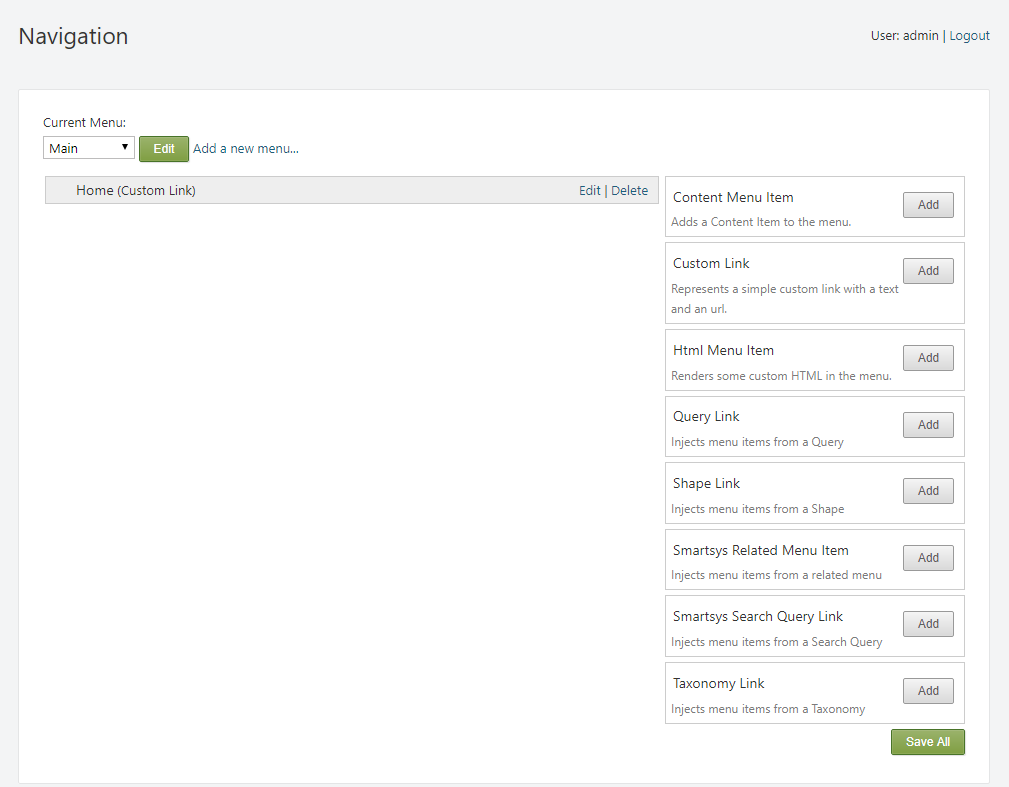 Navigation
User: admin | Logout
Current Menu:
Main
Edit
Add a new menu...
Home (Custom Link)
Edit | Delete
Content Menu Item
Add
Adds a Content Item to the menu.
Custom Link
Add
Represents a simple custom link with a text
and an url.
Html Menu Item
Add
Renders some custom HTML in the menu.
Query Link
Add
Injects menu items from a Query
Shape Link
Add
Injects menu items from a Shape
Smartsys Related Menu Item
Add
Injects menu items from a related menu
Smartsys Search Query Link
Add
Injects menu items from a Search Query
Taxonomy Link
Add
Injects menu items from a Taxonomy
Save All